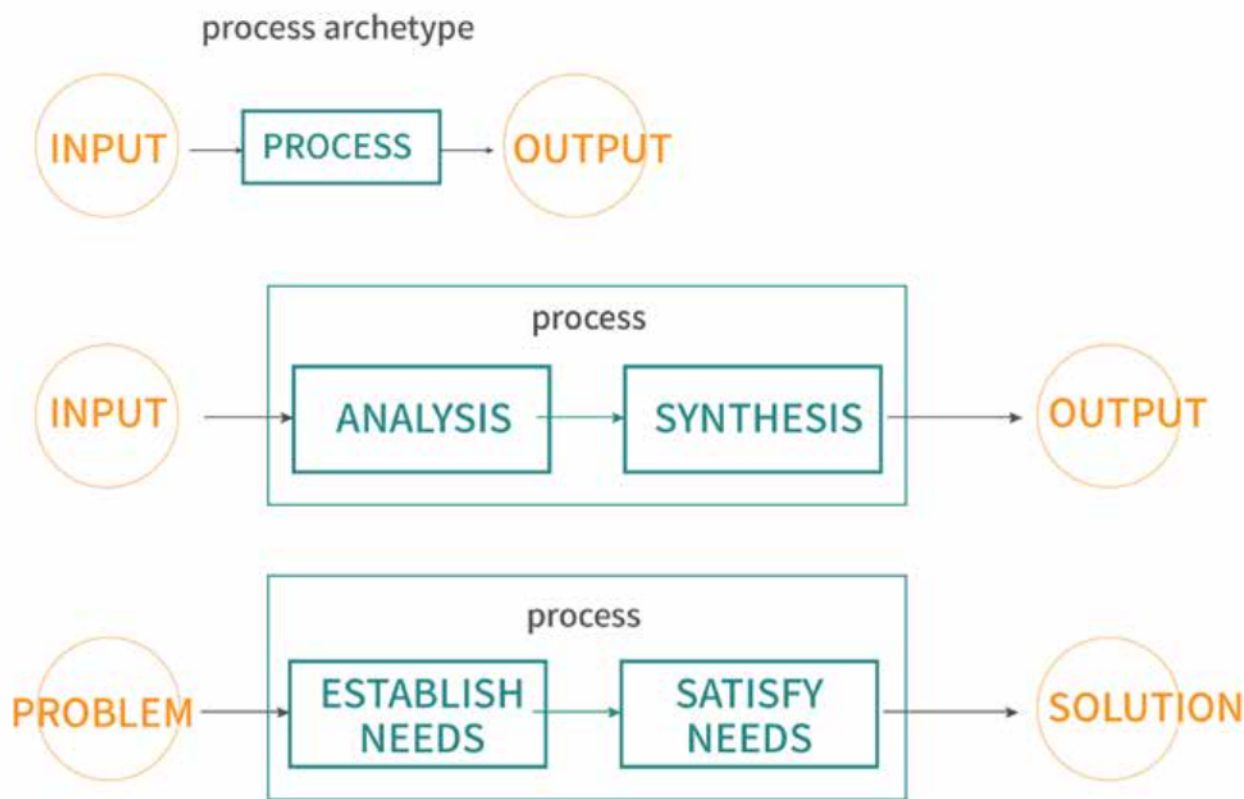 process archetype
INPUT
PROCESS
OUTPUT
process
INPUT
ANALYSIS
SYNTHESIS
OUTPUT
process
PROBLEM
ESTABLISH
NEEDS
SATISFY
NEEDS
SOLUTION